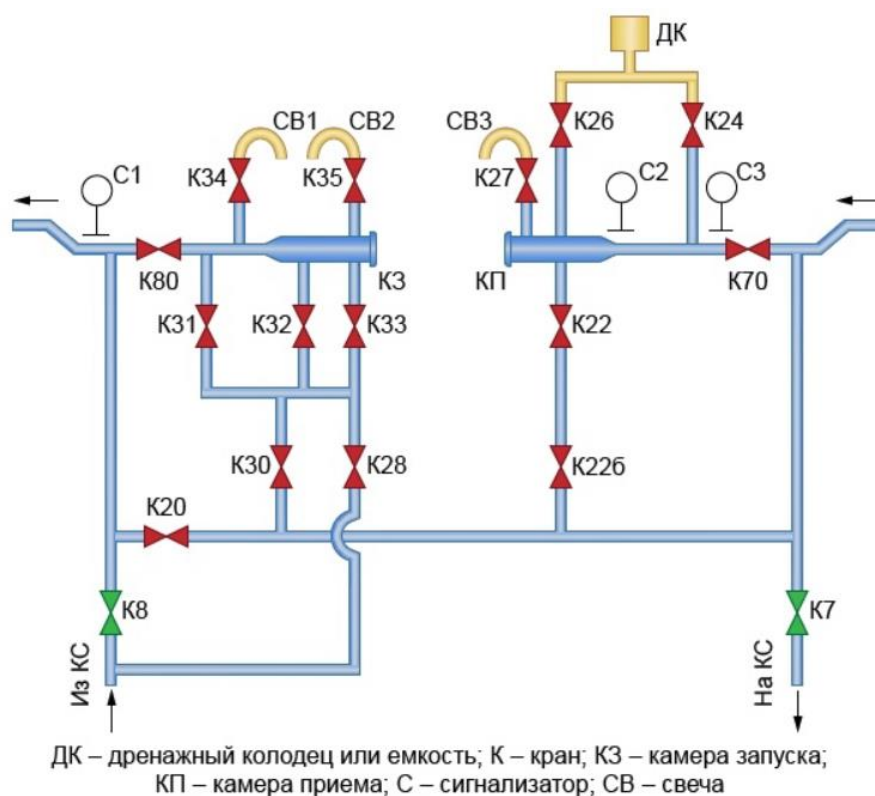 ДК
СВ1 СВ2 СВ3 К26 К24
С1 К34 К35 К27 С2 С3
К80 КЗ КП К70
К31 К32 К33 К22
К30 К28 К22б
К20
К8 К7
Из КС На КС
ДК – дренажный колодец или емкость; К – кран; КЗ – камера запуска;
КП – камера приема; С – сигнализатор; СВ – свеча